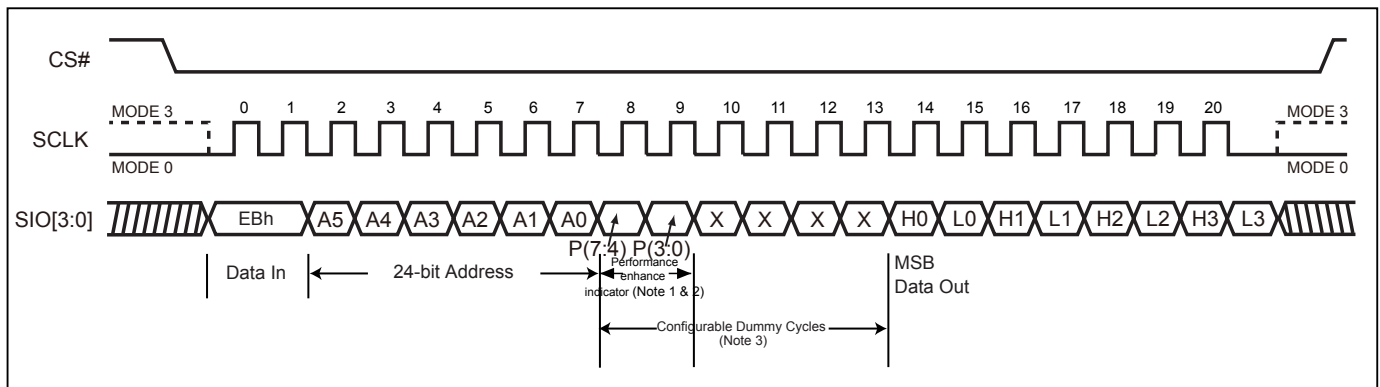 CS#
MODE 3
0 1 2 3 4 5 6 7 8 9 10 11 12 13 14 15 16 17 18 19 20
MODE 3
SCLK
MODE 0
MODE 0
SIO[3:0]
EBh A5 A4 A3 A2 A1 A0 X X X X H0 L0 H1 L1 H2 L2 H3 L3
P(7:4) P(3:0)
Data In
24-bit Address
Performance
enhance
indicator (Note 1 & 2)
MSB
Data Out
Configurable Dummy Cycles
(Note 3)